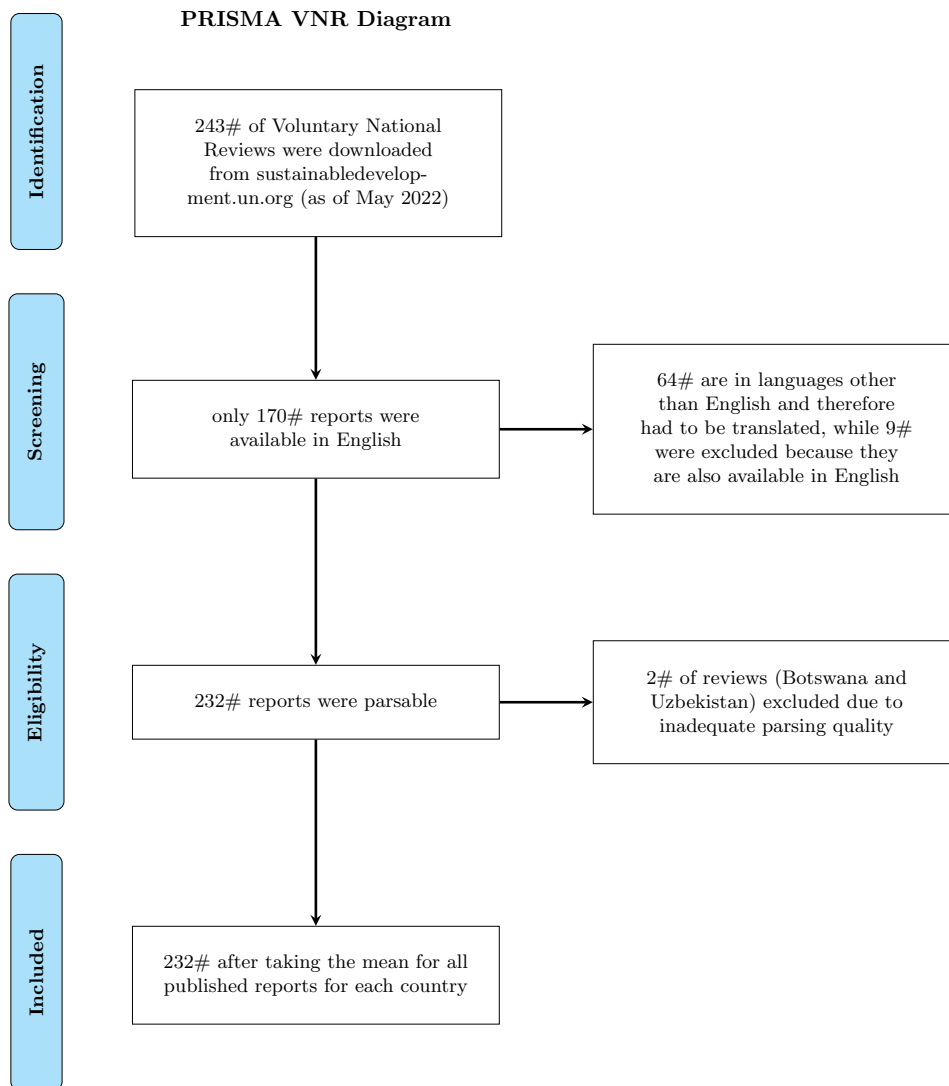 PRISMA VNR Diagram
Identification
243# of Voluntary National
Reviews were downloaded
from sustainabledevelop-
ment.un.org (as of May 2022)
Screening
only 170# reports were
available in English
64# are in languages other
than English and therefore
had to be translated, while 9#
were excluded because they
are also available in English
Eligibility
232# reports were parsable
2# of reviews (Botswana and
Uzbekistan) excluded due to
inadequate parsing quality
Included
232# after taking the mean for all
published reports for each country